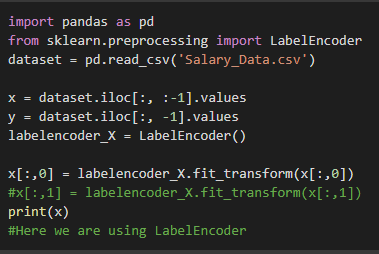 import pandas as pd
from sklearn.preprocessing import LabelEncoder
dataset = pd.read_csv('Salary_Data.csv')
x = dataset.iloc[:, :-1].values
y = dataset.iloc[:, -1].values
labelencoder_X = LabelEncoder()
x[:,0] = labelencoder_X.fit_transform(x[:,0])
#x[:,1] = labelencoder_X.fit_transform(x[:,1])
print(x)
#Here we are using LabelEncoder